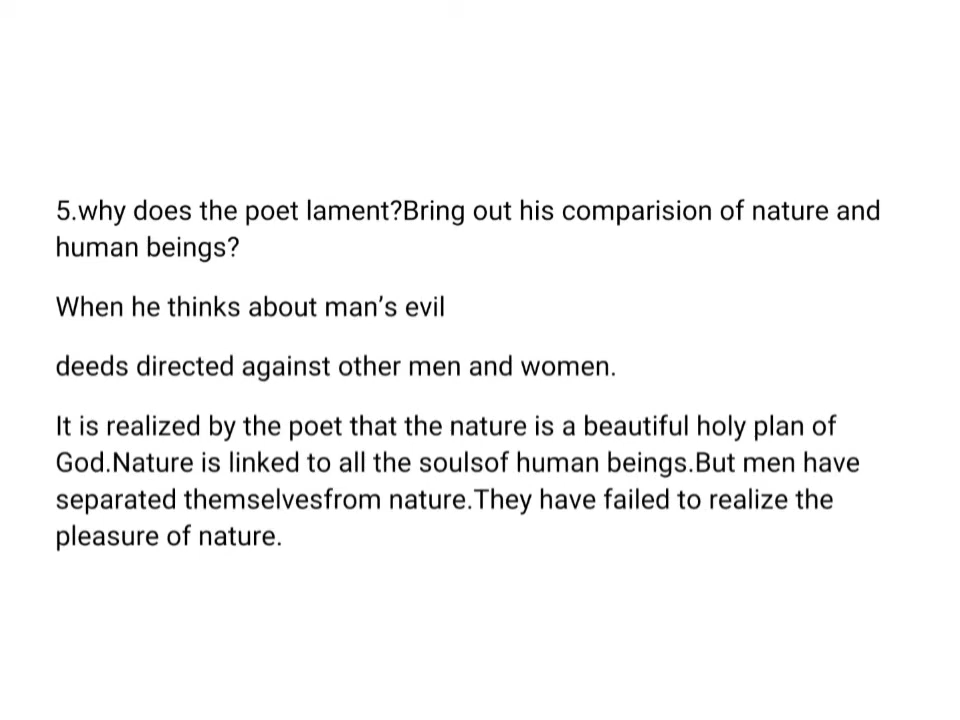 5.why does the poet lament?Bring out his comparision of nature and
human beings?
When he thinks about man’s evil
deeds directed against other men and women.
It is realized by the poet that the nature is a beautiful holy plan of
God.Nature is linked to all the soulsof human beings.But men have
separated themselvesfrom nature.They have failed to realize the
pleasure of nature.